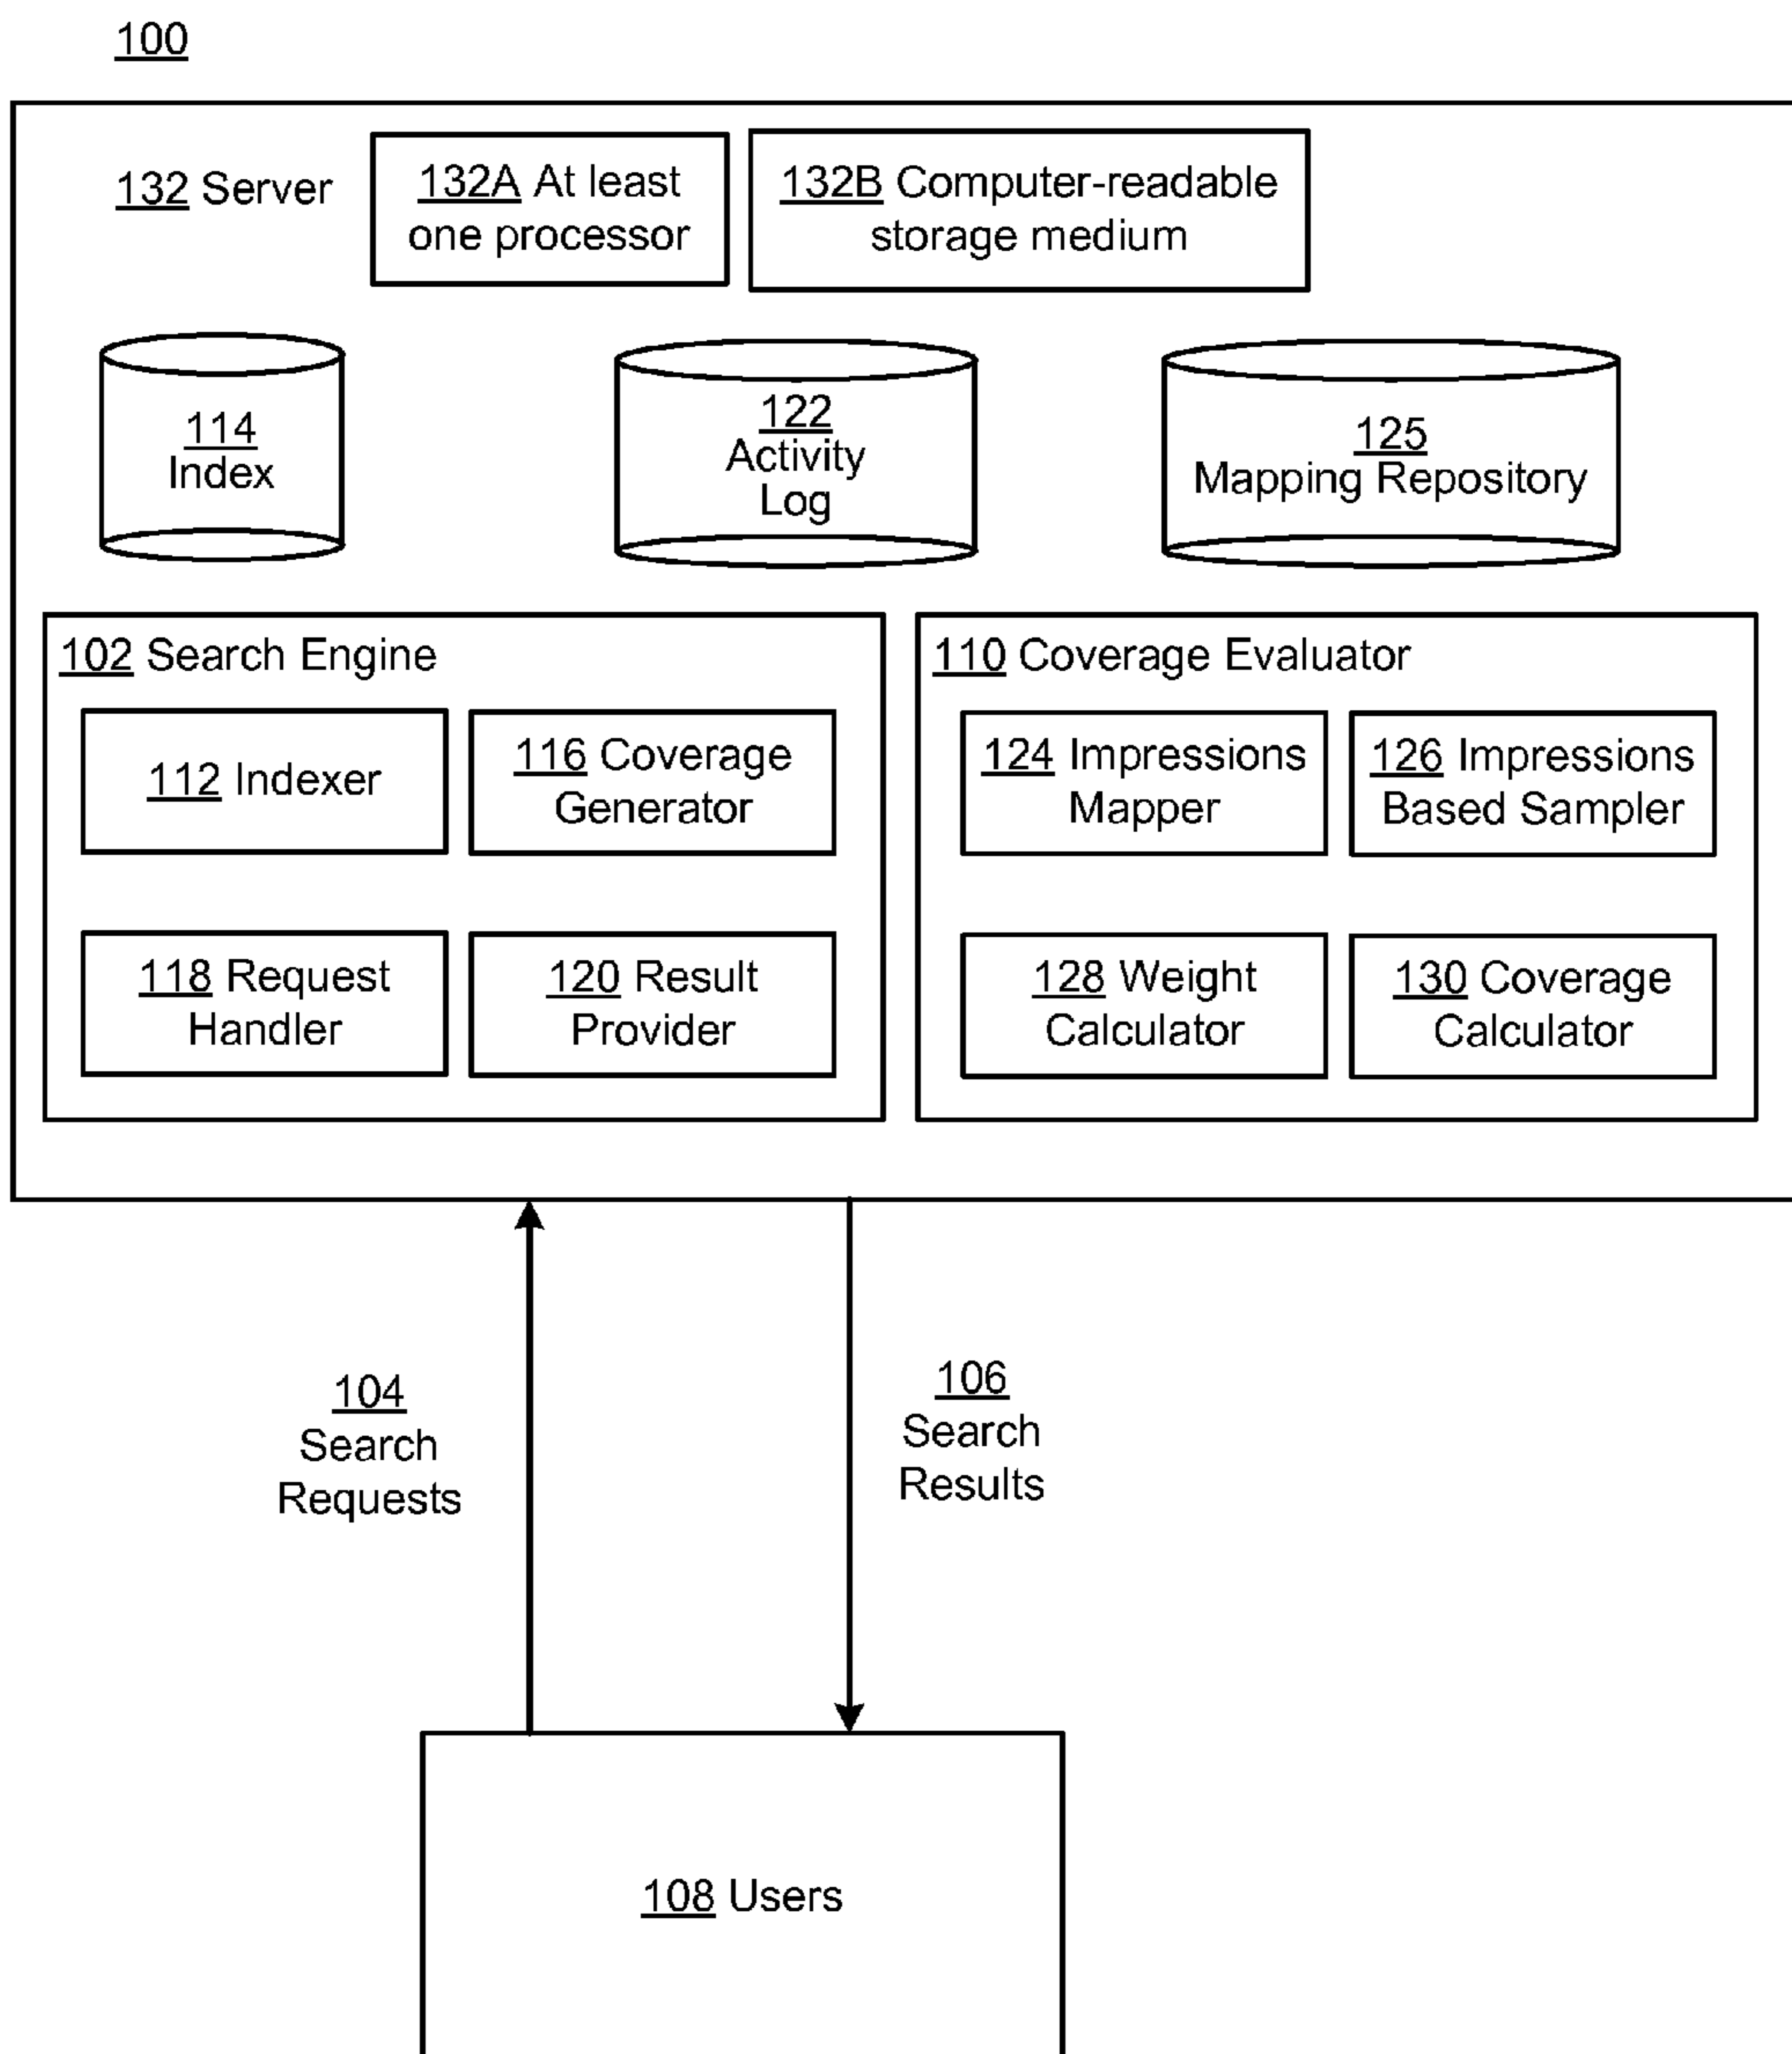 100
132 Server
132A At least
one processor
132B Computer-readable
storage medium
114
Index
122
Activity
Log
125
Mapping Repository
102 Search Engine
112 Indexer
116 Coverage
Generator
118 Request
Handler
120 Result
Provider
110 Coverage Evaluator
124 Impressions
Mapper
126 Impressions
Based Sampler
128 Weight
Calculator
130 Coverage
Calculator
104
Search
Requests
106
Search
Results
108 Users